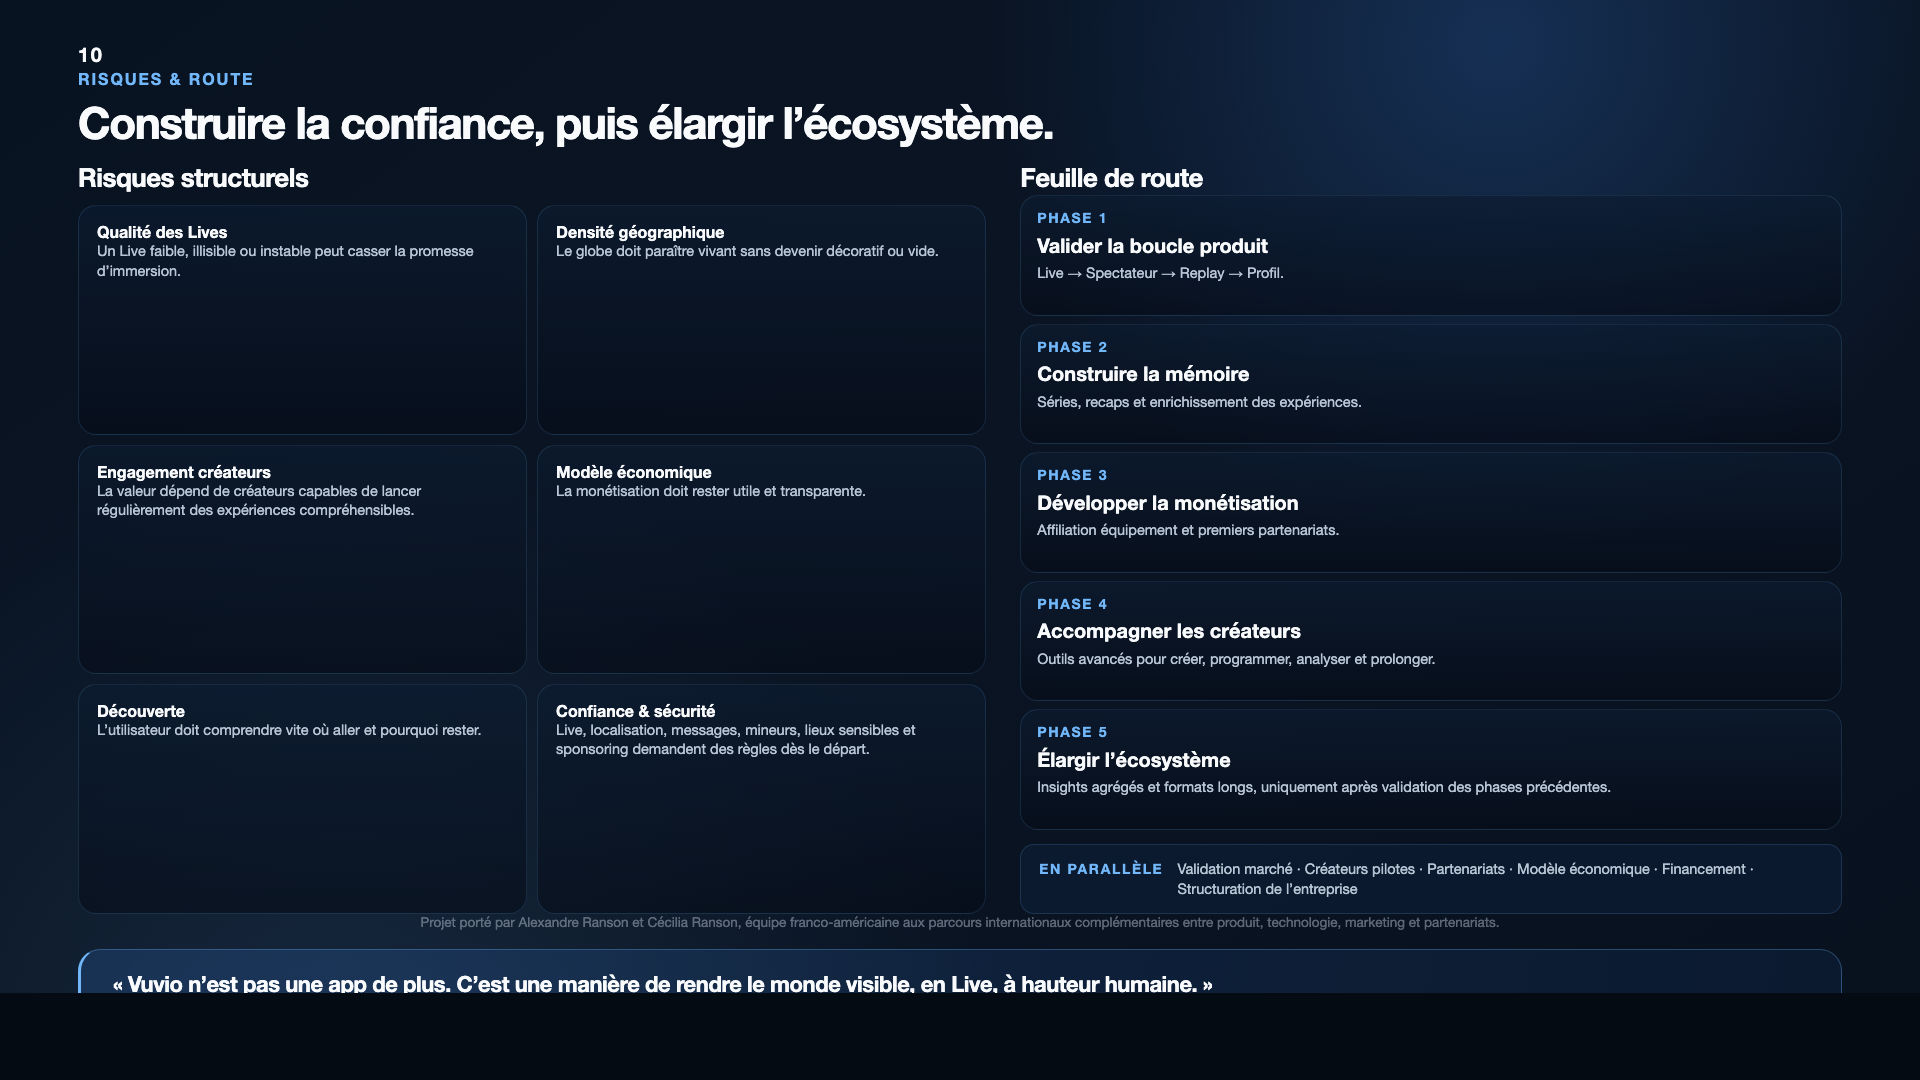 10
RISQUES & ROUTE
Construire la confiance, puis élargir l’écosystème.
Risques structurels
Qualité des Lives
Un Live faible, illisible ou instable peut casser la promesse
d’immersion.
Densité géographique
Le globe doit paraître vivant sans devenir décoratif ou vide.
Engagement créateurs
La valeur dépend de créateurs capables de lancer
régulièrement des expériences compréhensibles.
Modèle économique
La monétisation doit rester utile et transparente.
Découverte
L’utilisateur doit comprendre vite où aller et pourquoi rester.
Confiance & sécurité
Live, localisation, messages, mineurs, lieux sensibles et
sponsoring demandent des règles dès le départ.
Feuille de route
PHASE 1
Valider la boucle produit
Live → Spectateur → Replay → Profil.
PHASE 2
Construire la mémoire
Séries, recaps et enrichissement des expériences.
PHASE 3
Développer la monétisation
Affiliation équipement et premiers partenariats.
PHASE 4
Accompagner les créateurs
Outils avancés pour créer, programmer, analyser et prolonger.
PHASE 5
Élargir l’écosystème
Insights agrégés et formats longs, uniquement après validation des phases précédentes.
EN PARALLÈLE Validation marché · Créateurs pilotes · Partenariats · Modèle économique · Financement ·
Structuration de l’entreprise
Projet porté par Alexandre Ranson et Cécilia Ranson, équipe franco-américaine aux parcours internationaux complémentaires entre produit, technologie, marketing et partenariats.
« Vuvio n’est pas une app de plus. C’est une manière de rendre le monde visible, en Live, à hauteur humaine. »